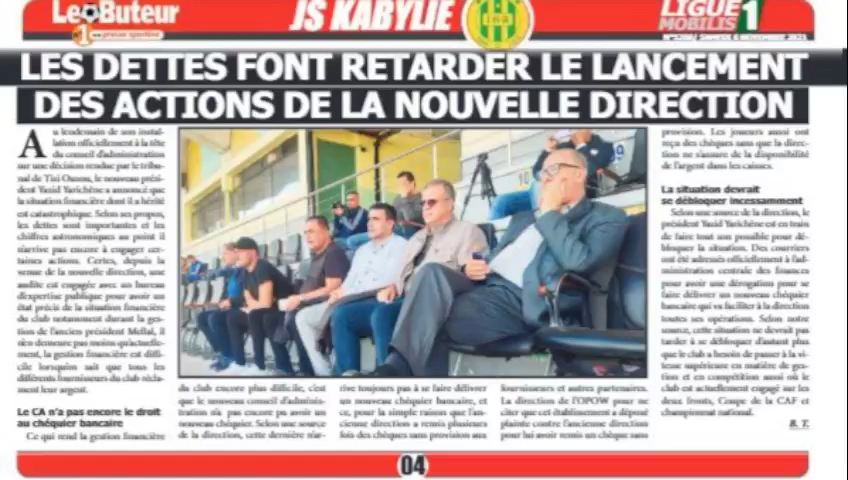 Le Buteur
N°1 de la presse sportive
JS KABYLIE
LIGUE 1
MOBILIS
SAMEDI 6 NOVEMBRE 2021
LES DETTES FONT RETARDER LE LANCEMENT
DES ACTIONS DE LA NOUVELLE DIRECTION
Au lendemain de son instal-
lation officiellement à la tête
du conseil d'administration
sur une décision rendue par le tribu-
nal de Tizi Ouzou, le nouveau prési-
dent Yazid Yarichène a annoncé que
la situation financière dont il a hérité
est catastrophique. Selon ses propos,
les dettes sont importantes et les
chiffres astronomiques au point il
n'arrive pas encore à engager cer-
taines actions. Certes, depuis la
venue de la nouvelle direction, une
audite est engagée avec un bureau
d'expertise publique pour avoir un
état précis de la situation financière
du club notamment durant la ges-
tion de l'ancien président Mellal, il
n'en demeure pas moins qu'actuelle-
ment, la gestion financière est diffi-
cile lorsqu'on sait que tous les
différents fournisseurs du club récla-
ment leur argent.
Le CA n'a pas encore le droit
au chéquier bancaire
Ce qui rend la gestion financière
du club encore plus difficile, c'est
que le nouveau conseil d'adminis-
tration n'a pas encore pu avoir un
nouveau chéquier. Selon une source
de la direction, cette dernière n'ar-
rive toujours pas à se faire délivrer
un nouveau chéquier bancaire, et
ce, pour la simple raison que l'an-
cienne direction a remis plusieurs
fois des chèques sans provision aux
fournisseurs et autres partenaires.
La direction de l'OPOW pour ne
citer que cet établissement a déposé
plainte contre l'ancienne direction
pour lui avoir remis un chèque sans
provision. Les joueurs aussi ont
reçu des chèques sans que la direc-
tion ne s'assure de la disponibilité
de l'argent dans les caisses.
La situation devrait
se débloquer incessamment
Selon une source de la direction, le
président Yazid Yarichène est en train
de faire tout son possible pour dé-
bloquer la situation. Des courriers
ont été adressés officiellement à l'ad-
ministration centrale des finances
pour avoir une dérogation pour se
faire délivrer un nouveau chéquier
bancaire qui va faciliter à la direction
toutes ses opérations. Selon notre
source, cette situation ne devrait pas
tarder à se débloquer d'autant plus
que le club a besoin de passer à la vi-
tesse supérieure en matière de ges-
tion et en compétition aussi où le
club est actuellement engagé sur les
deux fronts, Coupe de la CAF et
championnat national.
B. T.
04